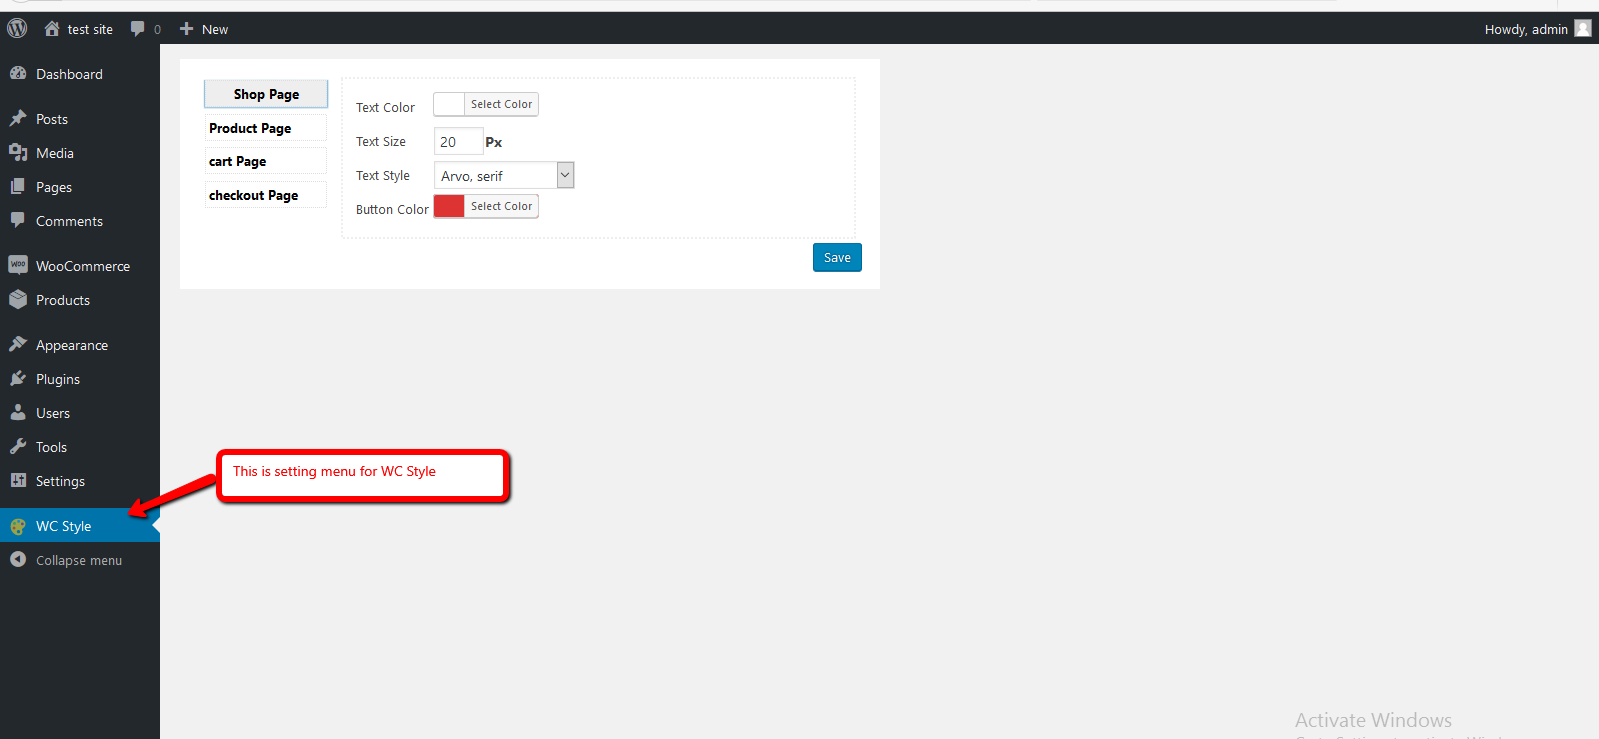 test site
0
New
Howdy, admin
Dashboard
Posts
Media
Pages
Comments
WooCommerce
Products
Appearance
Plugins
Users
Tools
Settings
WC Style
Collapse menu
Shop Page
Product Page
cart Page
checkout Page
Text Color Select Color
Text Size 20 Px
Text Style Arvo, serif
Button Color Select Color
Save
This is setting menu for WC Style
Activate Windows